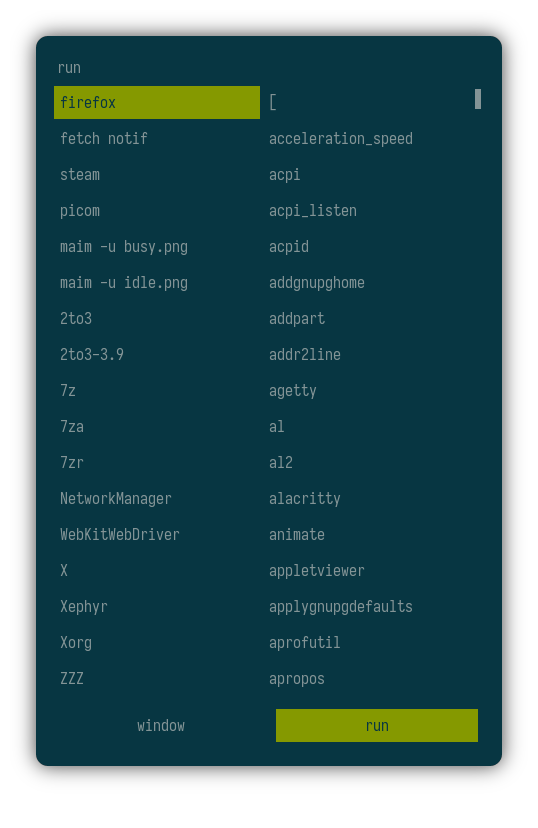 run
firefox
fetch notif
steam
picom
maim -u busy.png
maim -u idle.png
2to3
2to3-3.9
7z
7za
7zr
NetworkManager
WebKitWebDriver
X
Xephyr
Xorg
ZZZ
[
acceleration_speed
acpi
acpi_listen
acpid
addgnupghome
addpart
addr2line
agetty
al
al2
alacritty
animate
appletviewer
applygnupgdefaults
aprofutil
apropos
window
run